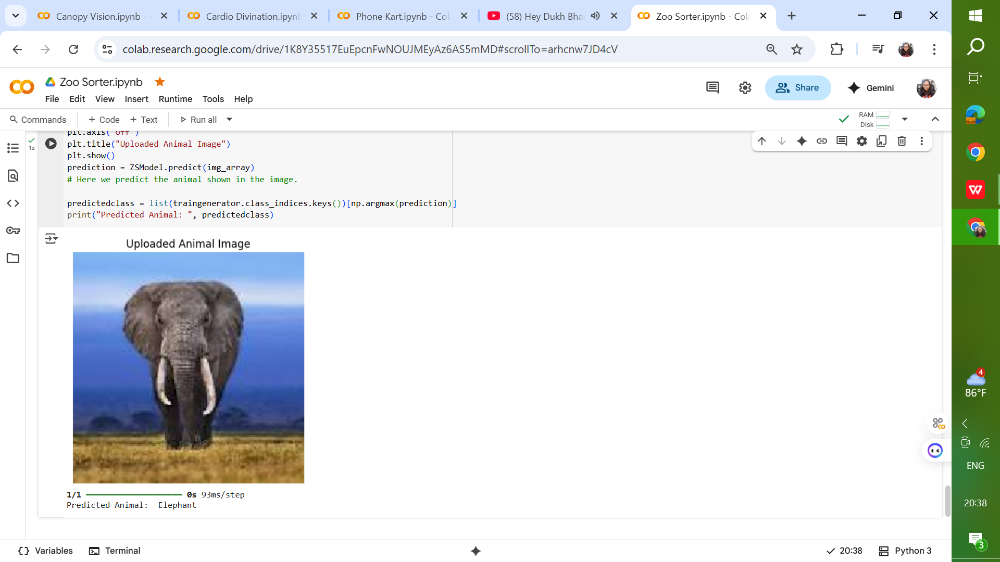 Canopy Vision.ipynb -
Cardio Divination.ipynb
Phone Kart.ipynb - Col
(58) Hey Dukh Bhan
Zoo Sorter.ipynb - Col
colab.research.google.com/drive/1K8Y35517EuEpcnFwNOUJMEyAz6AS5mMD#scrollTo=arhcnw7JD4cV
Zoo Sorter.ipynb
File Edit View Insert Runtime Tools Help
Share
Gemini
Commands
+ Code + Text
Run all
RAM
Disk
1s
plt.axis("off")
plt.title("Uploaded Animal Image")
plt.show()
prediction = ZSModel.predict(img_array)
# Here we predict the animal shown in the image.
predictedclass = list(traingenerator.class_indices.keys())[np.argmax(prediction)]
print("Predicted Animal: ", predictedclass)
Uploaded Animal Image
1/1 0s 93ms/step
Predicted Animal:  Elephant
{} Variables
Terminal
20:38
Python 3
4
86°F
ENG
20:38
3